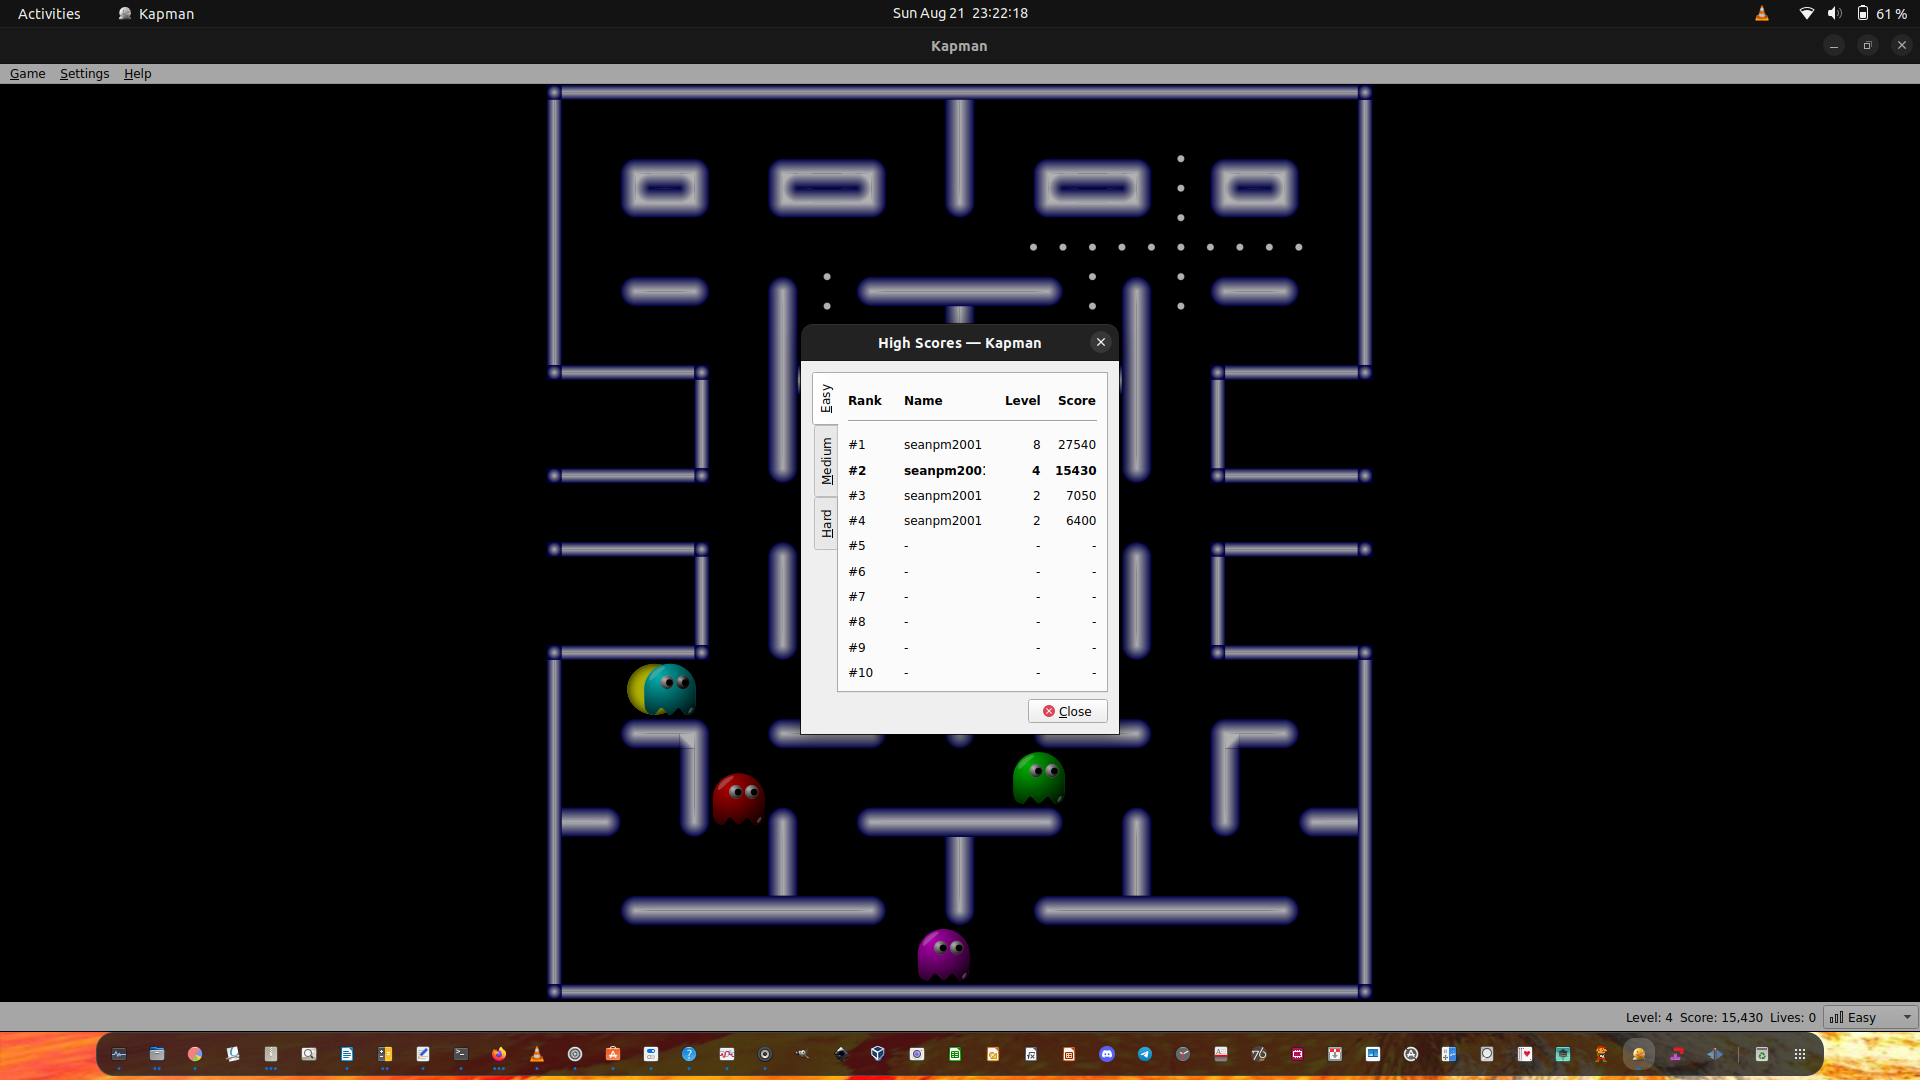 Activities Kapman Sun Aug 21 23:22:18 61 %
Kapman
Game Settings Help
High Scores — Kapman
Easy
Medium
Hard
Rank Name Level Score
#1 seanpm2001 8 27540
#2 seanpm2001 4 15430
#3 seanpm2001 2 7050
#4 seanpm2001 2 6400
#5 - - -
#6 - - -
#7 - - -
#8 - - -
#9 - - -
#10 - - -
Close
Level: 4 Score: 15,430 Lives: 0 Easy